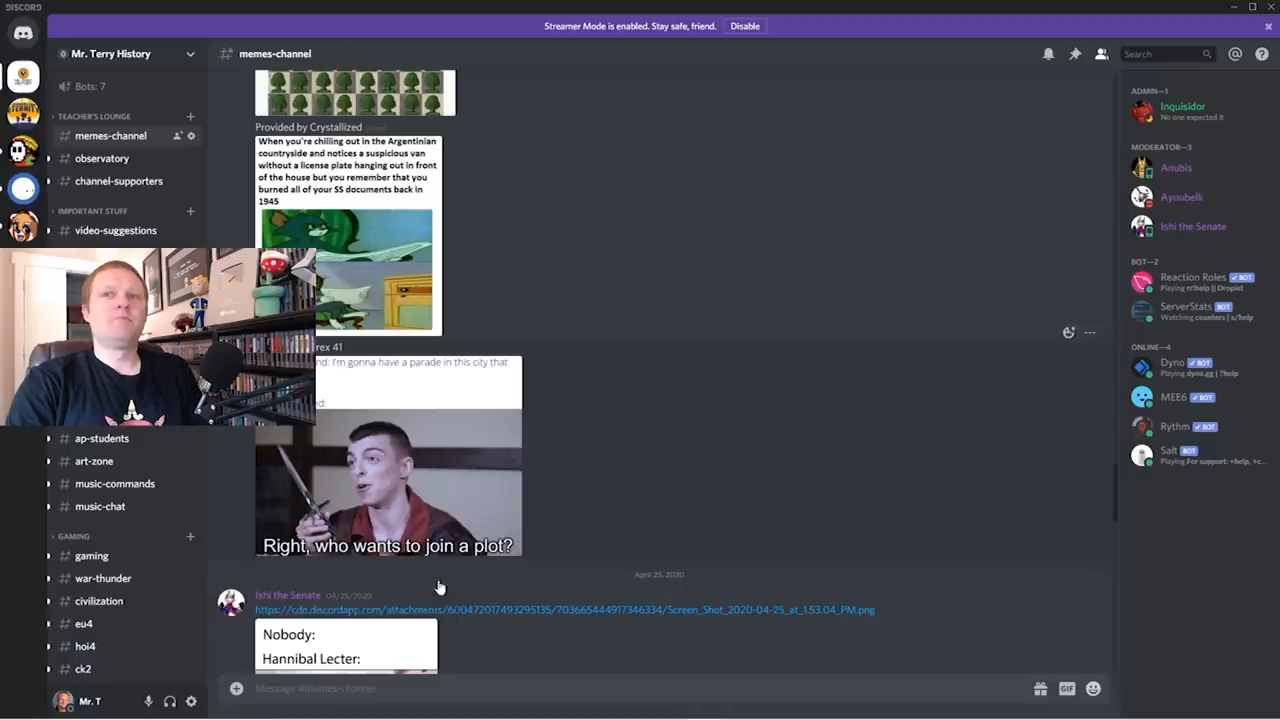 DISCORD
Streamer Mode is enabled. Stay safe, friend.
Disable
Mr. Terry History
memes-channel
Search
Bots: 7
TEACHER'S LOUNGE
memes-channel
observatory
channel-supporters
IMPORTANT STUFF
video-suggestions
ap-students
art-zone
music-commands
music-chat
GAMING
gaming
war-thunder
civilization
eu4
hoi4
ck2
Mr. T
Provided by Crystallized
When you're chilling out in the Argentinian
countryside and notices a suspicious van
without a license plate hanging out in front
of the house but you remember that you
burned all of your SS documents back in
1945
rex 41
nd: I'm gonna have a parade in this city that
nd:
Right, who wants to join a plot?
April 25, 2020
Ishi the Senate 04/25/2020
https://cdn.discordapp.com/attachments/600472017493295135/703665444917346334/Screen_Shot_2020-04-25_at_1.53.04_PM.png
Nobody:
Hannibal Lecter:
Message #memes-channel
GIF
ADMIN—1
Inquisidor
No one expected it
MODERATOR—3
Anubis
Ayoubelk
Ishi the Senate
BOT—2
Reaction Roles BOT
Playing rr!help || Droplet
ServerStats BOT
Watching counters | s/help
ONLINE—4
Dyno BOT
Playing dyno.gg | ?help
MEE6 BOT
Rythm BOT
Salt BOT
Playing For support: +help, +c...